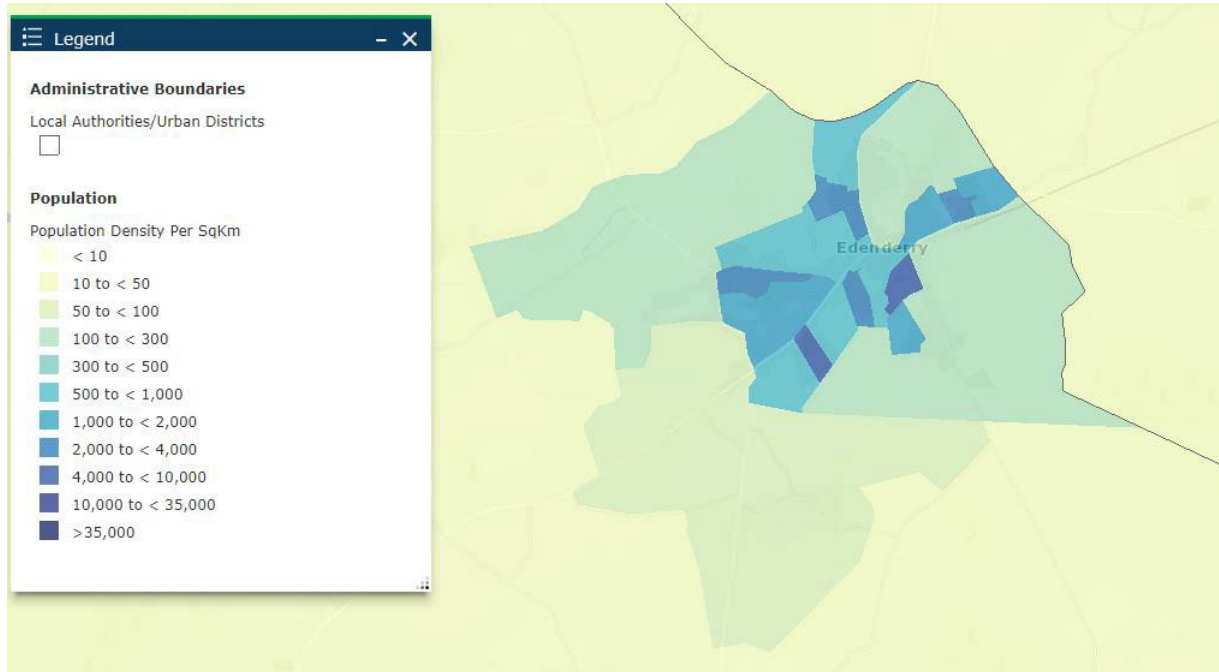 Legend
Administrative Boundaries
Local Authorities/Urban Districts
Population
Population Density Per SqKm
< 10
10 to < 50
50 to < 100
100 to < 300
300 to < 500
500 to < 1,000
1,000 to < 2,000
2,000 to < 4,000
4,000 to < 10,000
10,000 to < 35,000
>35,000
Edenderry